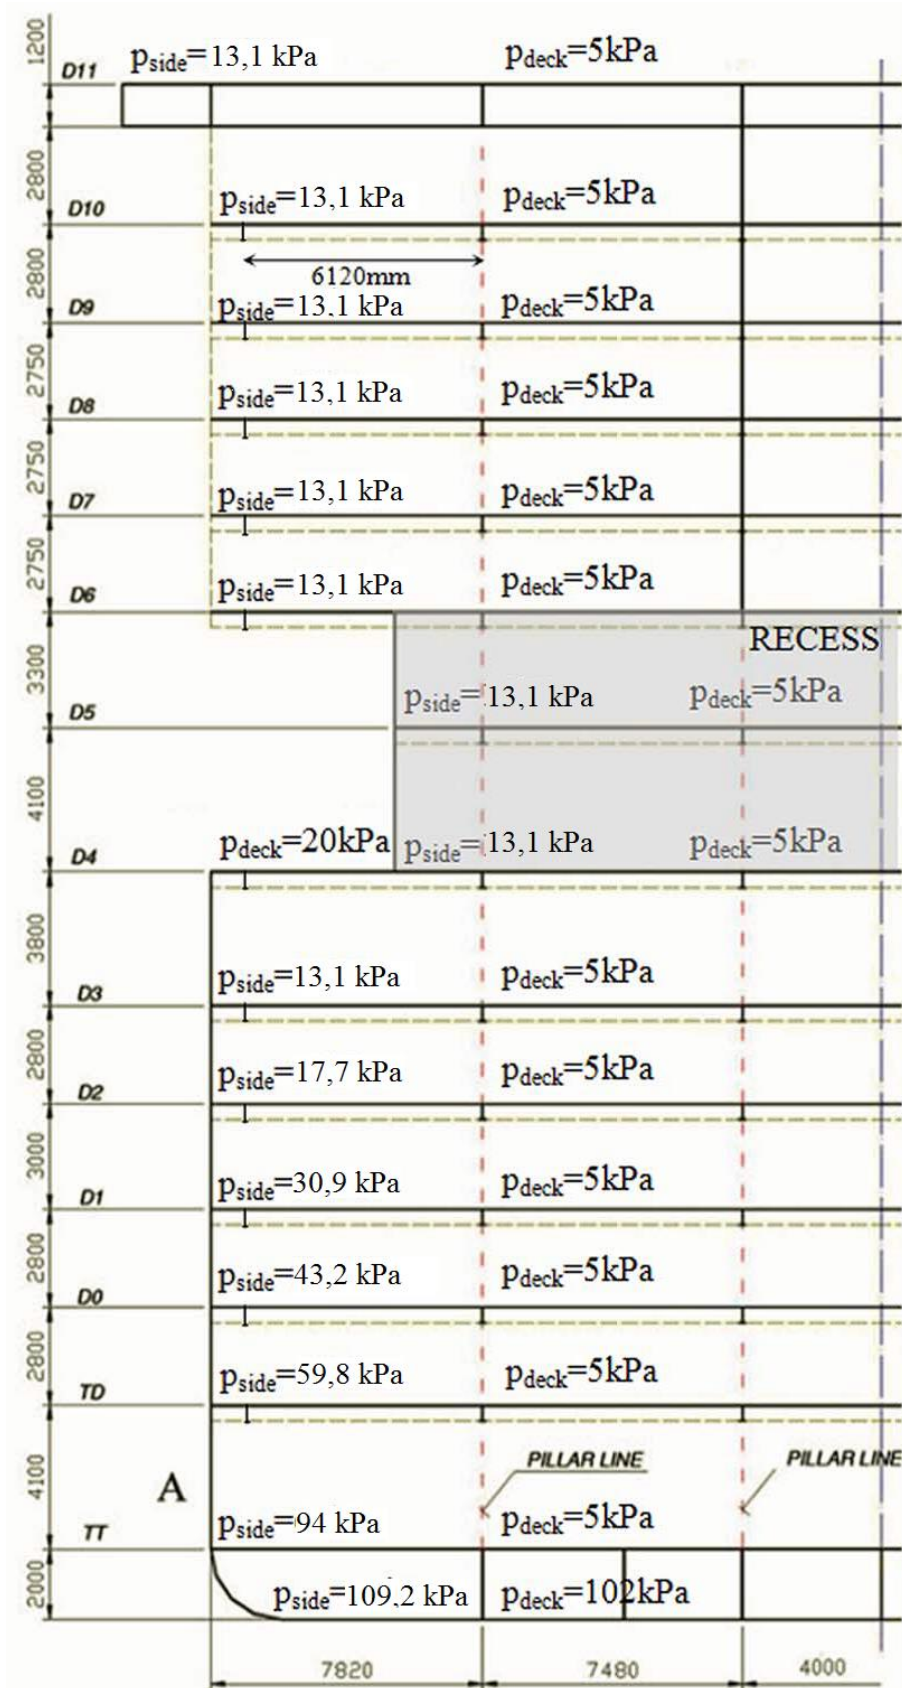 1200
D11
pside=13,1 kPa
pdeck=5kPa
2800
D10
pside=13,1 kPa
pdeck=5kPa
2800
6120mm
D9
pside=13,1 kPa
pdeck=5kPa
2750
D8
pside=13,1 kPa
pdeck=5kPa
2750
D7
pside=13,1 kPa
pdeck=5kPa
2750
D6
pside=13,1 kPa
pdeck=5kPa
RECESS
3300
D5
pside=13,1 kPa
pdeck=5kPa
4100
D4
pdeck=20kPa
pside=13,1 kPa
pdeck=5kPa
3800
D3
pside=13,1 kPa
pdeck=5kPa
2800
D2
pside=17,7 kPa
pdeck=5kPa
3000
D1
pside=30,9 kPa
pdeck=5kPa
2800
D0
pside=43,2 kPa
pdeck=5kPa
2800
TD
pside=59,8 kPa
pdeck=5kPa
PILLAR LINE
PILLAR LINE
4100
A
TT
pside=94 kPa
pdeck=5kPa
2000
pside=109,2 kPa
pdeck=102kPa
7820
7480
4000